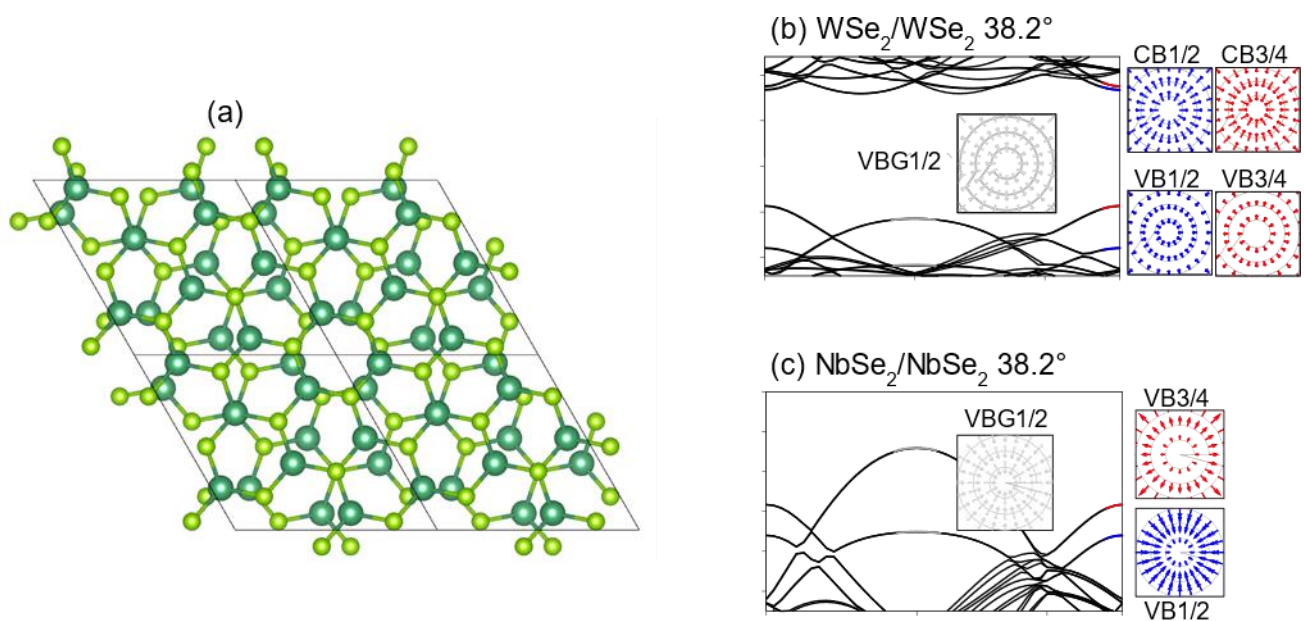 (a)
(b) WSe₂/WSe₂ 38.2°
CB1/2 CB3/4
VBG1/2
VB1/2 VB3/4
(c) NbSe₂/NbSe₂ 38.2°
VBG1/2
VB3/4
VB1/2